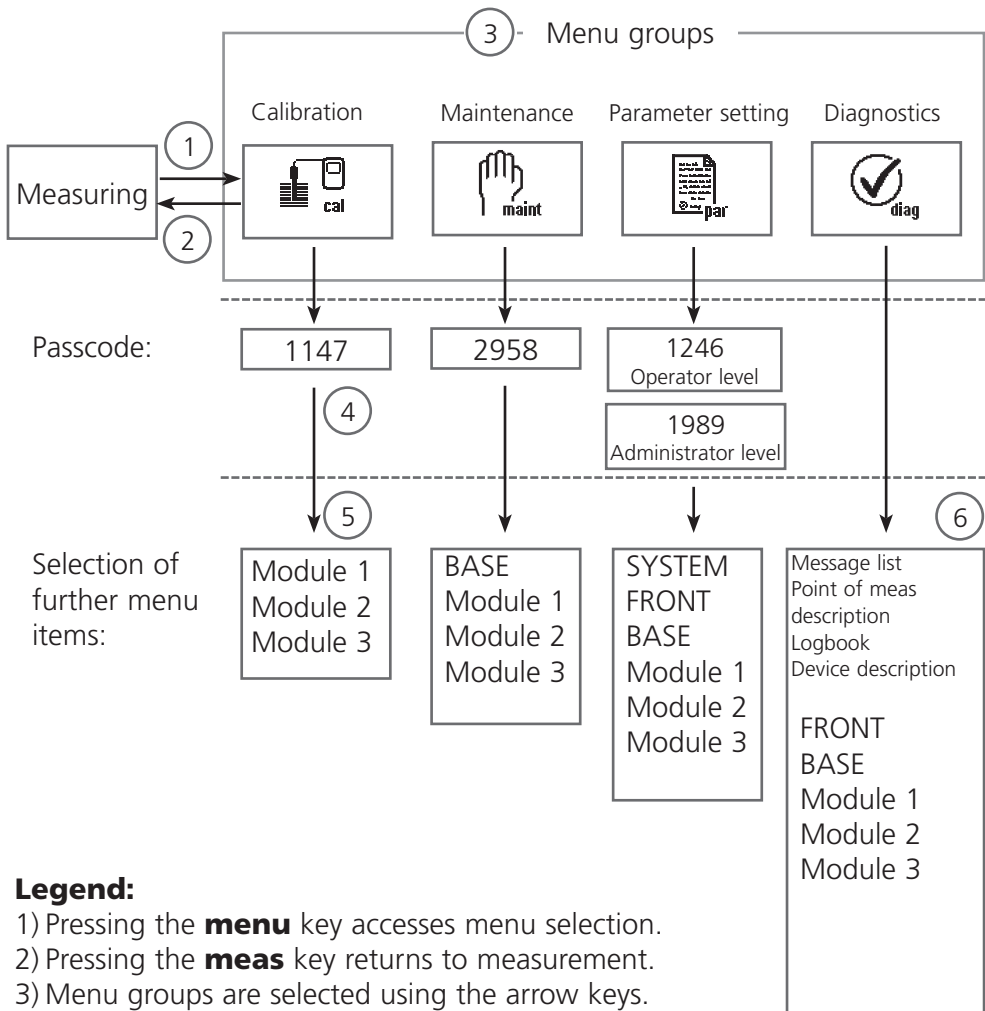 3 Menu groups
Calibration Maintenance Parameter setting Diagnostics
1
Measuring
cal maint par diag
2
Passcode:
1147 2958 1246
Operator level
4
1989
Administrator level
5 6
Selection of
further menu
items:
Module 1
Module 2
Module 3
BASE
Module 1
Module 2
Module 3
SYSTEM
FRONT
BASE
Module 1
Module 2
Module 3
Message list
Point of meas
description
Logbook
Device description
FRONT
BASE
Module 1
Module 2
Module 3
Legend:
1) Pressing the menu key accesses menu selection.
2) Pressing the meas key returns to measurement.
3) Menu groups are selected using the arrow keys.